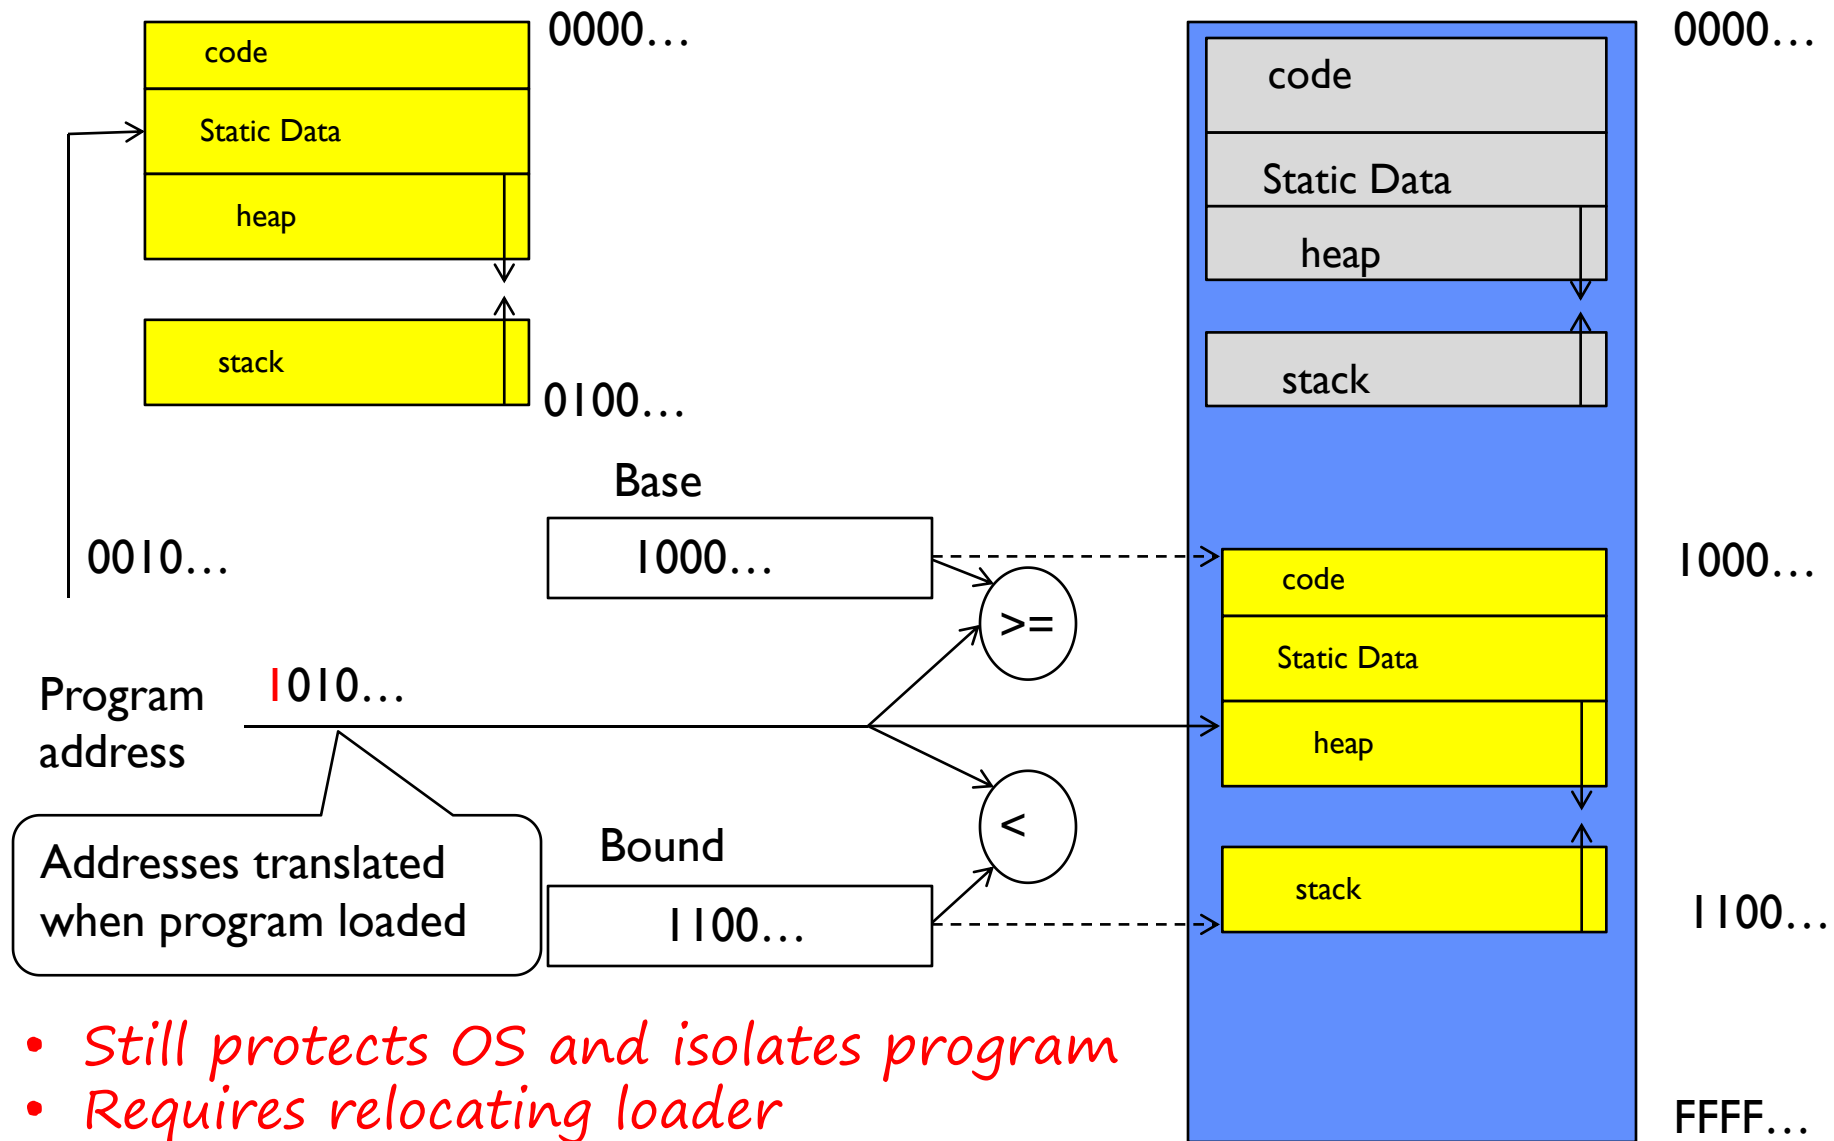 code
Static Data
heap
stack
0000…
0100…
0010…
Base
1000…
>=
Program
address
1010…
Addresses translated
when program loaded
Bound
1100…
<
code
Static Data
heap
stack
code
Static Data
heap
stack
0000…
1000…
1100…
FFFF…
• Still protects OS and isolates program
• Requires relocating loader